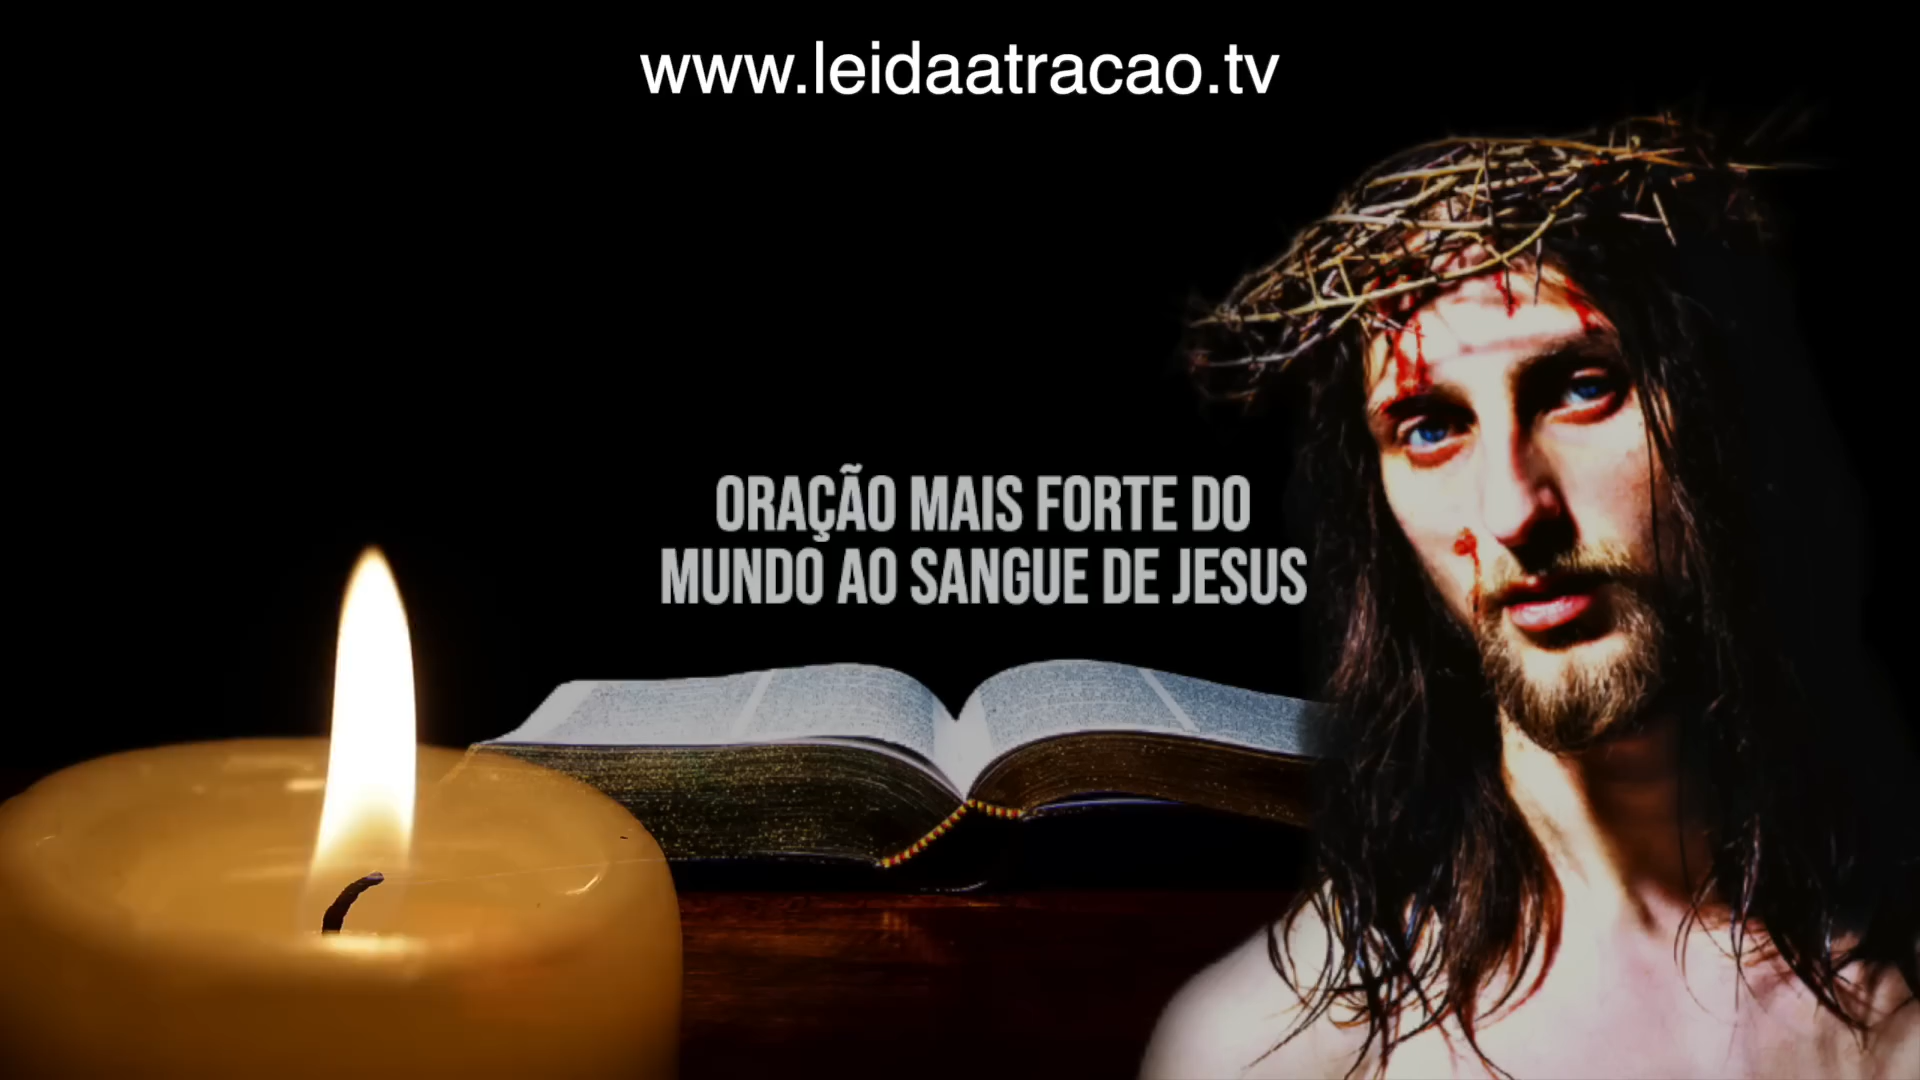 www.leidaatracao.tv
ORAÇÃO MAIS FORTE DO
MUNDO AO SANGUE DE JESUS